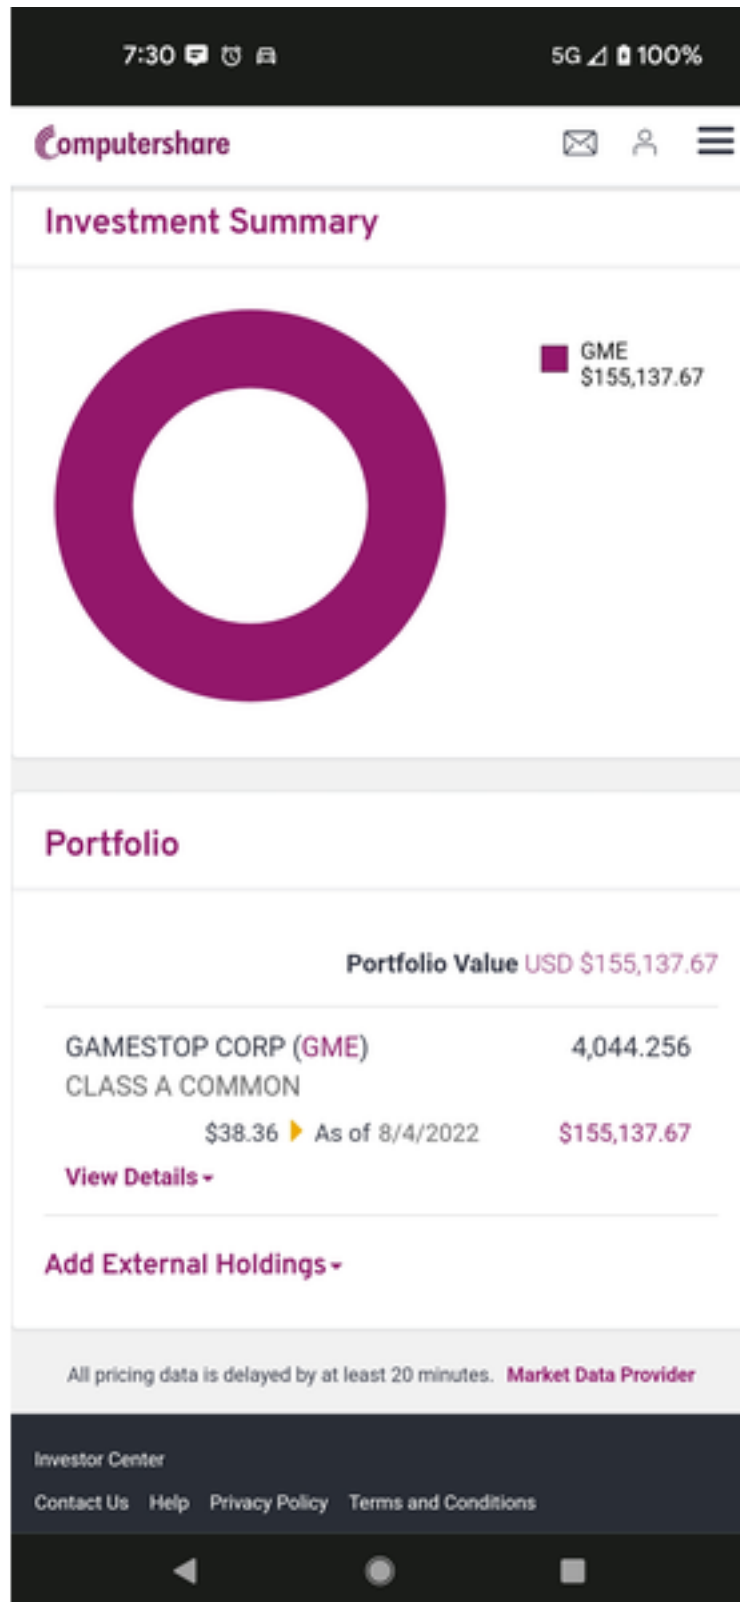 7:30 5G 100%
Computershare
Investment Summary
GME
$155,137.67
Portfolio
Portfolio Value USD $155,137.67
GAMESTOP CORP (GME) 4,044.256
CLASS A COMMON
$38.36 As of 8/4/2022 $155,137.67
View Details
Add External Holdings
All pricing data is delayed by at least 20 minutes. Market Data Provider
Investor Center
Contact Us Help Privacy Policy Terms and Conditions